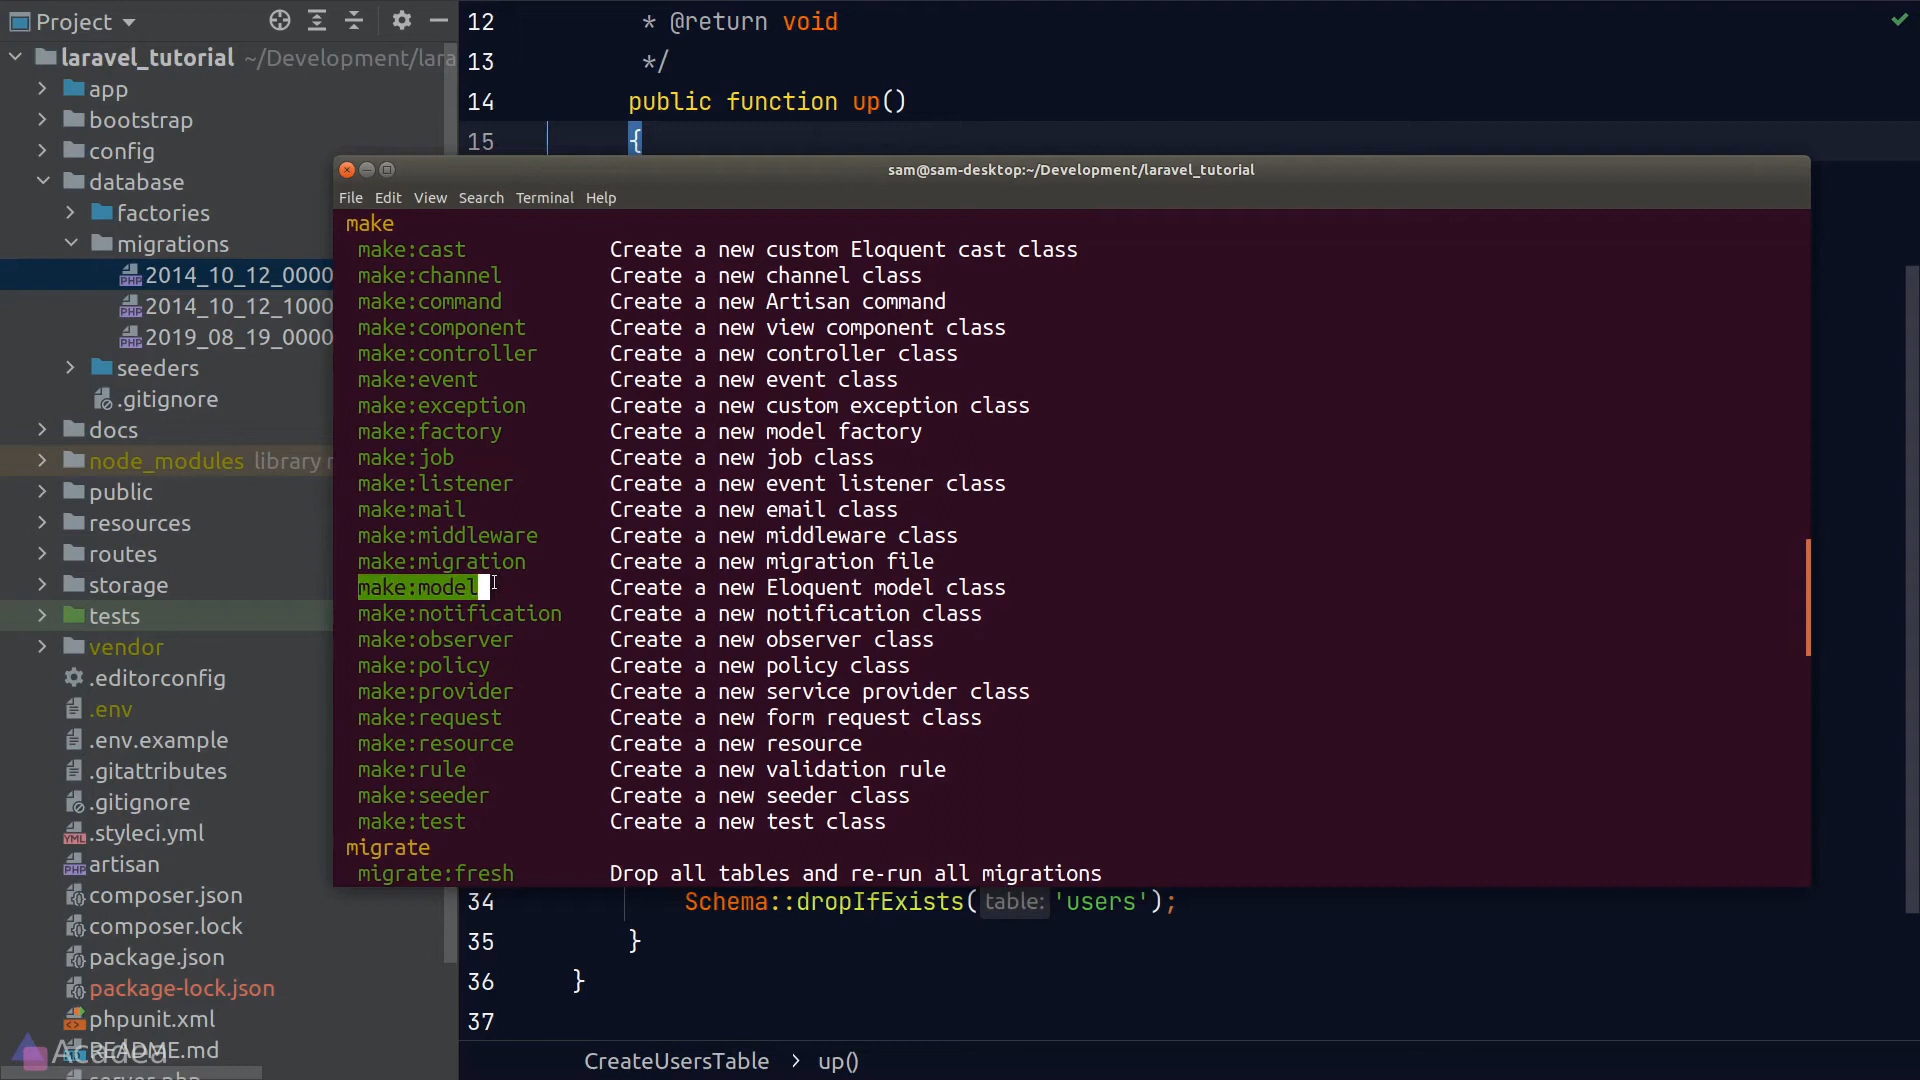 Project
laravel_tutorial ~/Development/lara
app
bootstrap
config
database
factories
migrations
2014_10_12_0000
2014_10_12_1000
2019_08_19_0000
seeders
.gitignore
docs
node_modules library r
public
resources
routes
storage
tests
vendor
.editorconfig
.env
.env.example
.gitattributes
.gitignore
.styleci.yml
artisan
composer.json
composer.lock
package.json
package-lock.json
phpunit.xml
README.md
server.php
Acadea
12 * @return void
13 */
14 public function up()
15 {
sam@sam-desktop:~/Development/laravel_tutorial
File Edit View Search Terminal Help
make
make:cast Create a new custom Eloquent cast class
make:channel Create a new channel class
make:command Create a new Artisan command
make:component Create a new view component class
make:controller Create a new controller class
make:event Create a new event class
make:exception Create a new custom exception class
make:factory Create a new model factory
make:job Create a new job class
make:listener Create a new event listener class
make:mail Create a new email class
make:middleware Create a new middleware class
make:migration Create a new migration file
make:model Create a new Eloquent model class
make:notification Create a new notification class
make:observer Create a new observer class
make:policy Create a new policy class
make:provider Create a new service provider class
make:request Create a new form request class
make:resource Create a new resource
make:rule Create a new validation rule
make:seeder Create a new seeder class
make:test Create a new test class
migrate
migrate:fresh Drop all tables and re-run all migrations
34 Schema::dropIfExists( table: 'users');
35 }
36 }
37
CreateUsersTable > up()